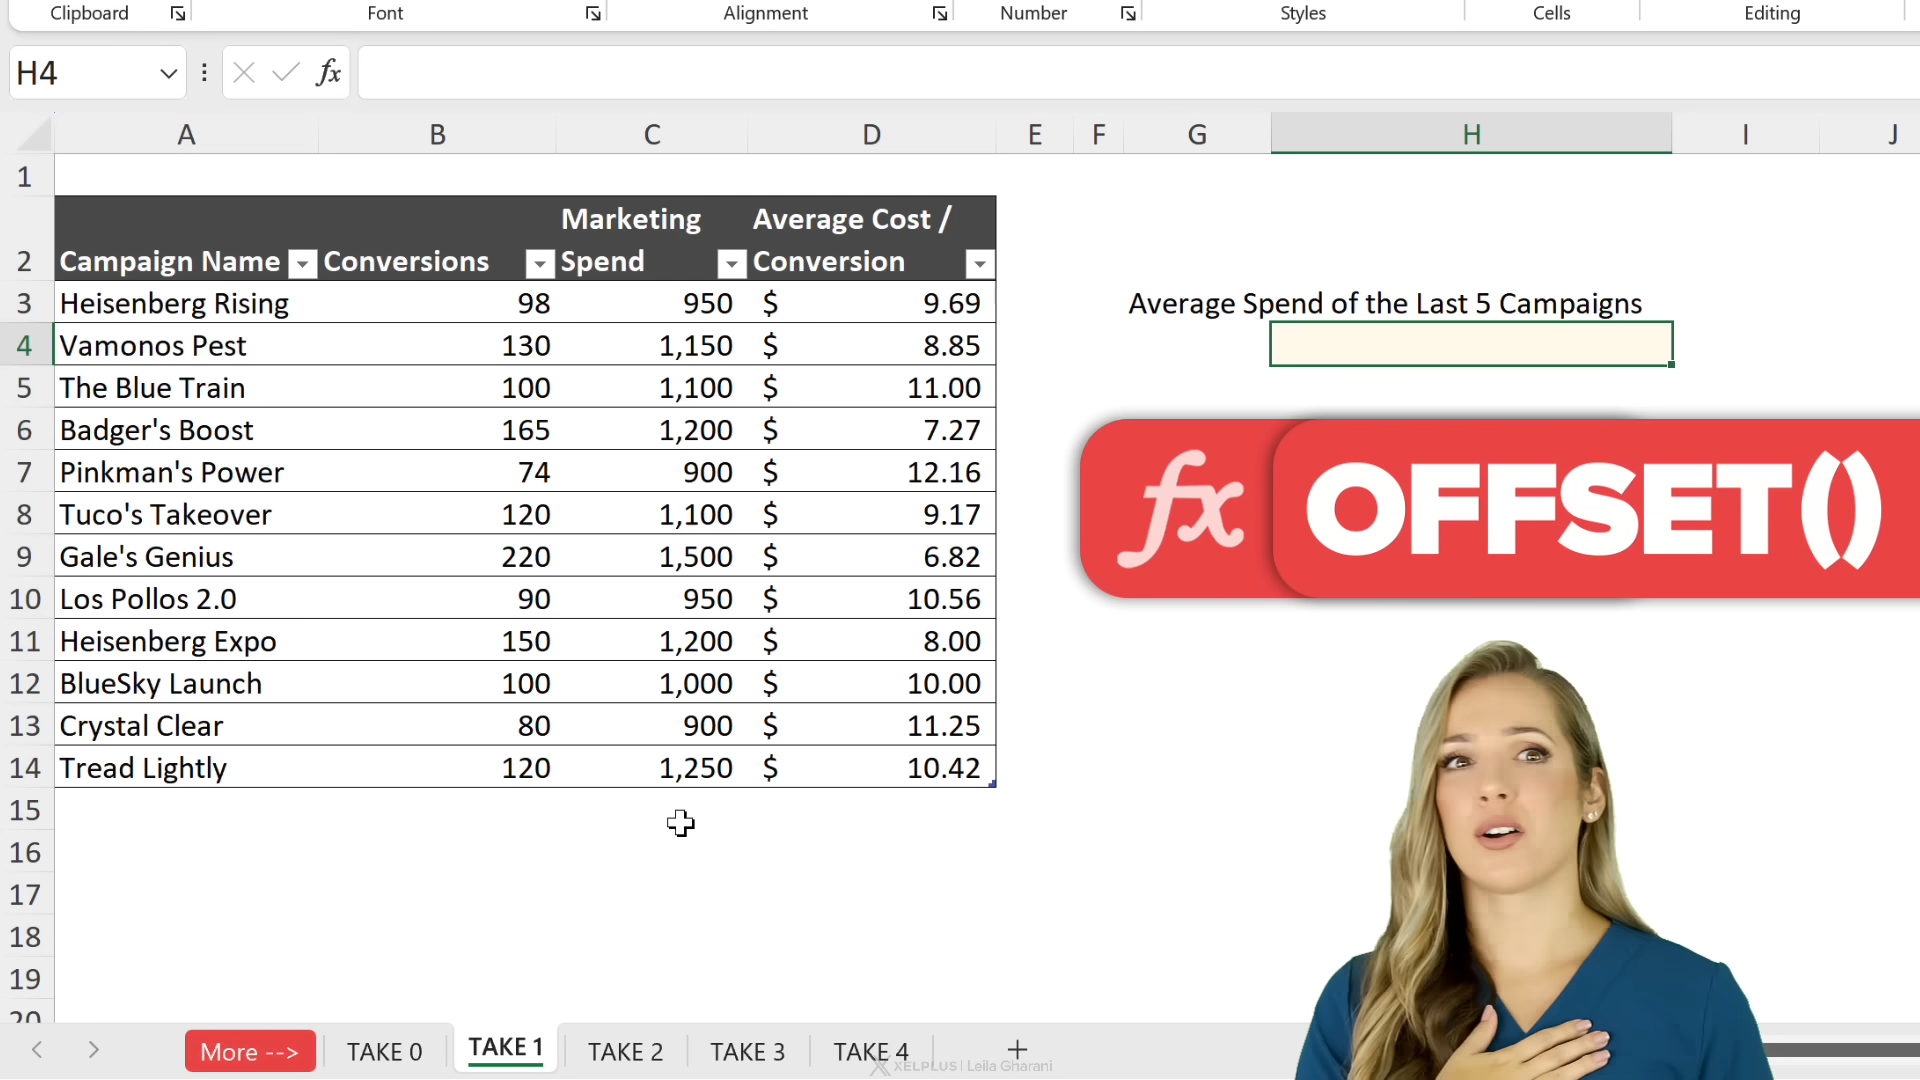 Clipboard Font Alignment Number Styles Cells Editing
H4 fx
A B C D E F G H I J
1
Marketing Average Cost /
2 Campaign Name Conversions Spend Conversion
3 Heisenberg Rising 98 950 $ 9.69 Average Spend of the Last 5 Campaigns
4 Vamonos Pest 130 1,150 $ 8.85
5 The Blue Train 100 1,100 $ 11.00
6 Badger's Boost 165 1,200 $ 7.27
7 Pinkman's Power 74 900 $ 12.16
8 Tuco's Takeover 120 1,100 $ 9.17
fx OFFSET()
9 Gale's Genius 220 1,500 $ 6.82
10 Los Pollos 2.0 90 950 $ 10.56
11 Heisenberg Expo 150 1,200 $ 8.00
12 BlueSky Launch 100 1,000 $ 10.00
13 Crystal Clear 80 900 $ 11.25
14 Tread Lightly 120 1,250 $ 10.42
15
16
17
18
19
20
More --> TAKE 0 TAKE 1 TAKE 2 TAKE 3 TAKE 4 +
XELPLUS | Leila Gharani